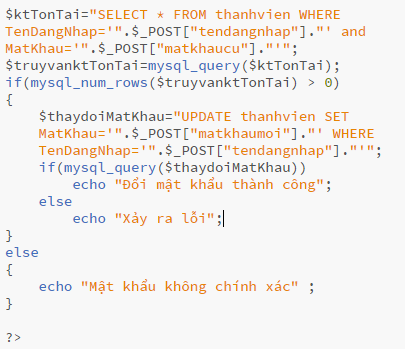 $ktTonTai="SELECT * FROM thanhvien WHERE
TenDangNhap='".$_POST["tendangnhap"]."' and
MatKhau='".$_POST["matkhaucu"]."'";
$truyvanktTonTai=mysql_query($ktTonTai);
if(mysql_num_rows($truyvanktTonTai) > 0)
{
    $thaydoiMatKhau="UPDATE thanhvien SET
    MatKhau='".$_POST["matkhaumoi"]."' WHERE
    TenDangNhap='".$_POST["tendangnhap"]."'";
    if(mysql_query($thaydoiMatKhau))
        echo "Đổi mật khẩu thành công";
    else
        echo "Xảy ra lỗi";
}
else
{
    echo "Mật khẩu không chính xác" ;
}
?>